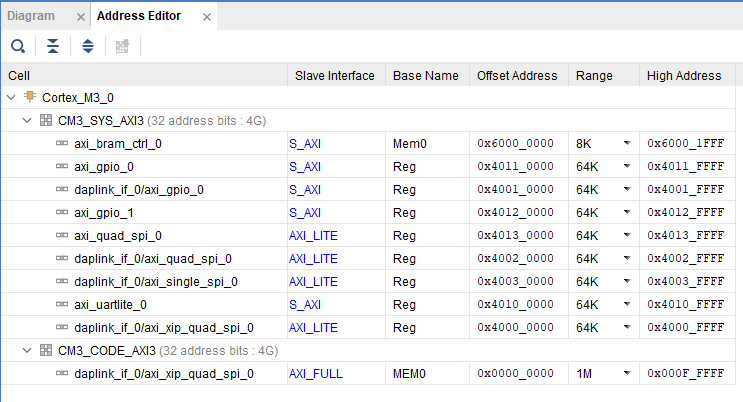 Diagram × Address Editor ×
Cell Slave Interface Base Name Offset Address Range High Address
Cortex_M3_0
CM3_SYS_AXI3 (32 address bits : 4G)
axi_bram_ctrl_0 S_AXI Mem0 0x6000_0000 8K 0x6000_1FFF
axi_gpio_0 S_AXI Reg 0x4011_0000 64K 0x4011_FFFF
daplink_if_0/axi_gpio_0 S_AXI Reg 0x4001_0000 64K 0x4001_FFFF
axi_gpio_1 S_AXI Reg 0x4012_0000 64K 0x4012_FFFF
axi_quad_spi_0 AXI_LITE Reg 0x4013_0000 64K 0x4013_FFFF
daplink_if_0/axi_quad_spi_0 AXI_LITE Reg 0x4002_0000 64K 0x4002_FFFF
daplink_if_0/axi_single_spi_0 AXI_LITE Reg 0x4003_0000 64K 0x4003_FFFF
axi_uartlite_0 S_AXI Reg 0x4010_0000 64K 0x4010_FFFF
daplink_if_0/axi_xip_quad_spi_0 AXI_LITE Reg 0x4000_0000 64K 0x4000_FFFF
CM3_CODE_AXI3 (32 address bits : 4G)
daplink_if_0/axi_xip_quad_spi_0 AXI_FULL MEM0 0x0000_0000 1M 0x000F_FFFF